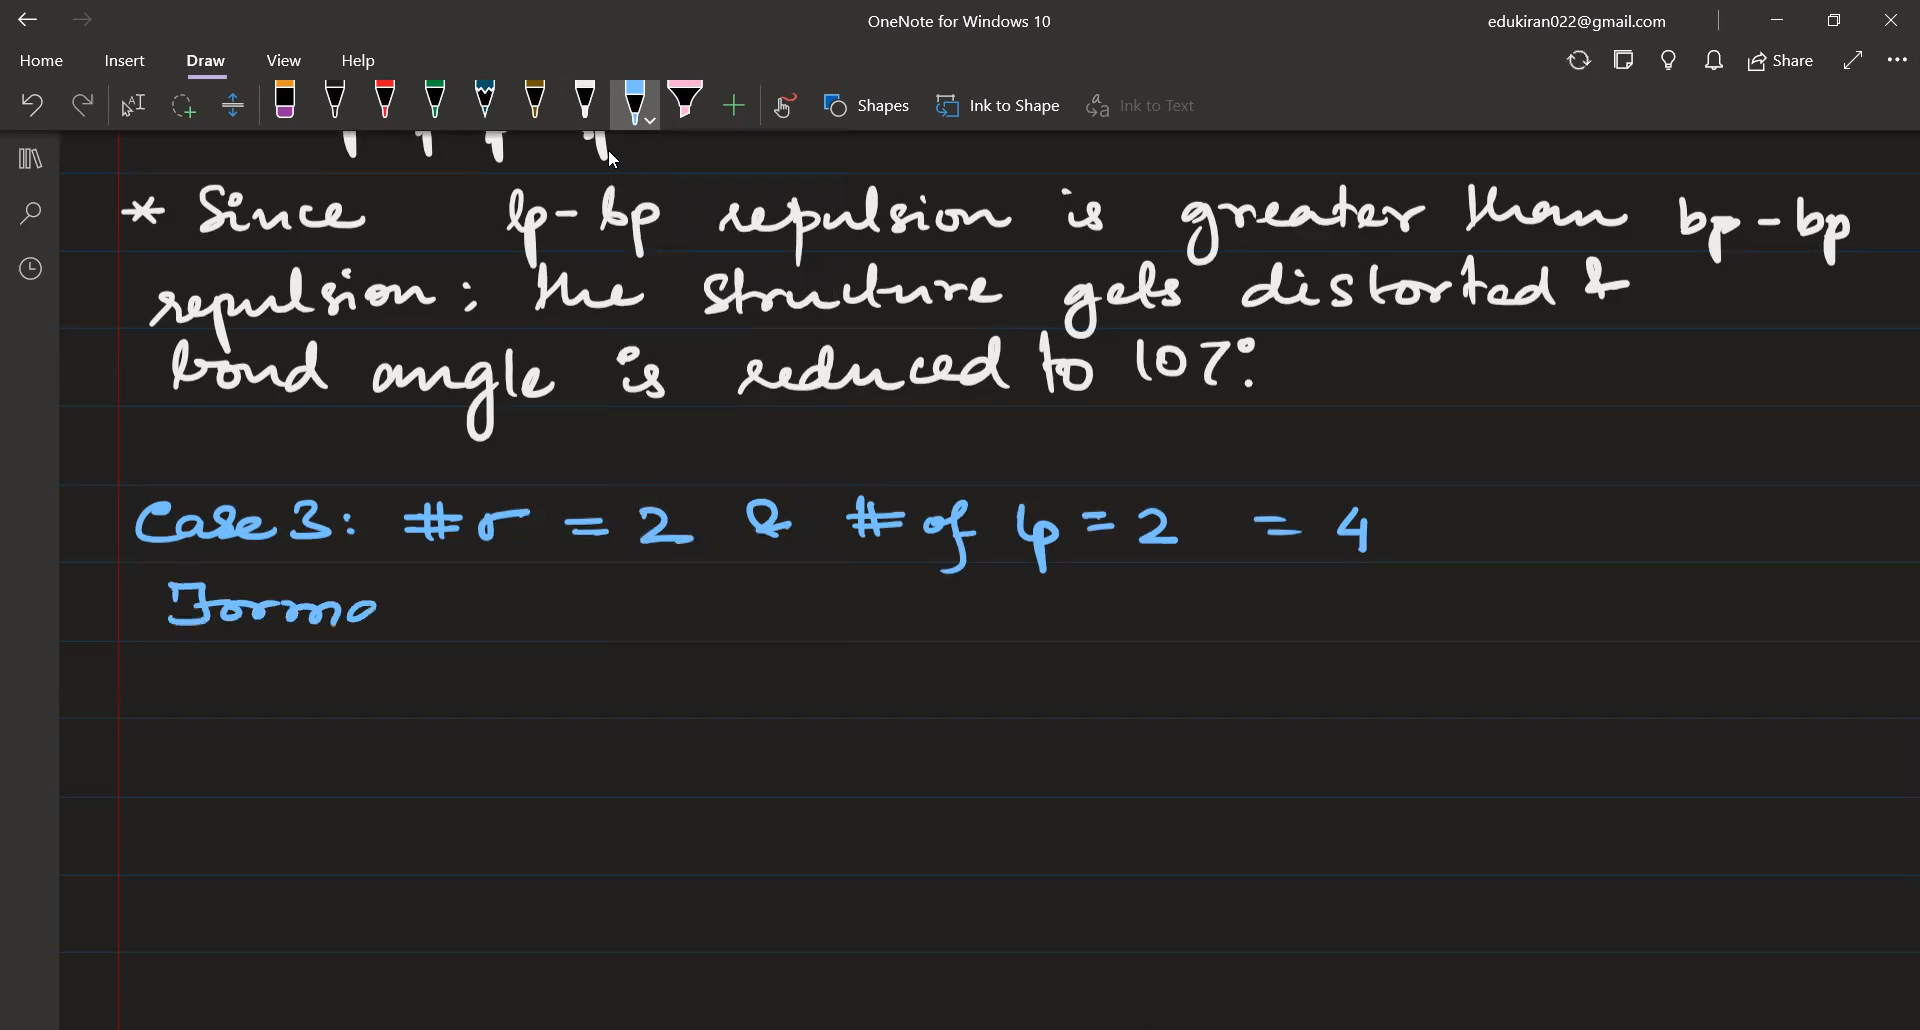 OneNote for Windows 10
edukiran022@gmail.com
Home Insert Draw View Help
Share
Shapes Ink to Shape Ink to Text
* Since lp-bp repulsion is greater than bp-bp
repulsion; the structure gets distorted &
bond angle is reduced to 107°.
Case 3: #σ = 2 & # of lp = 2 = 4
Forma